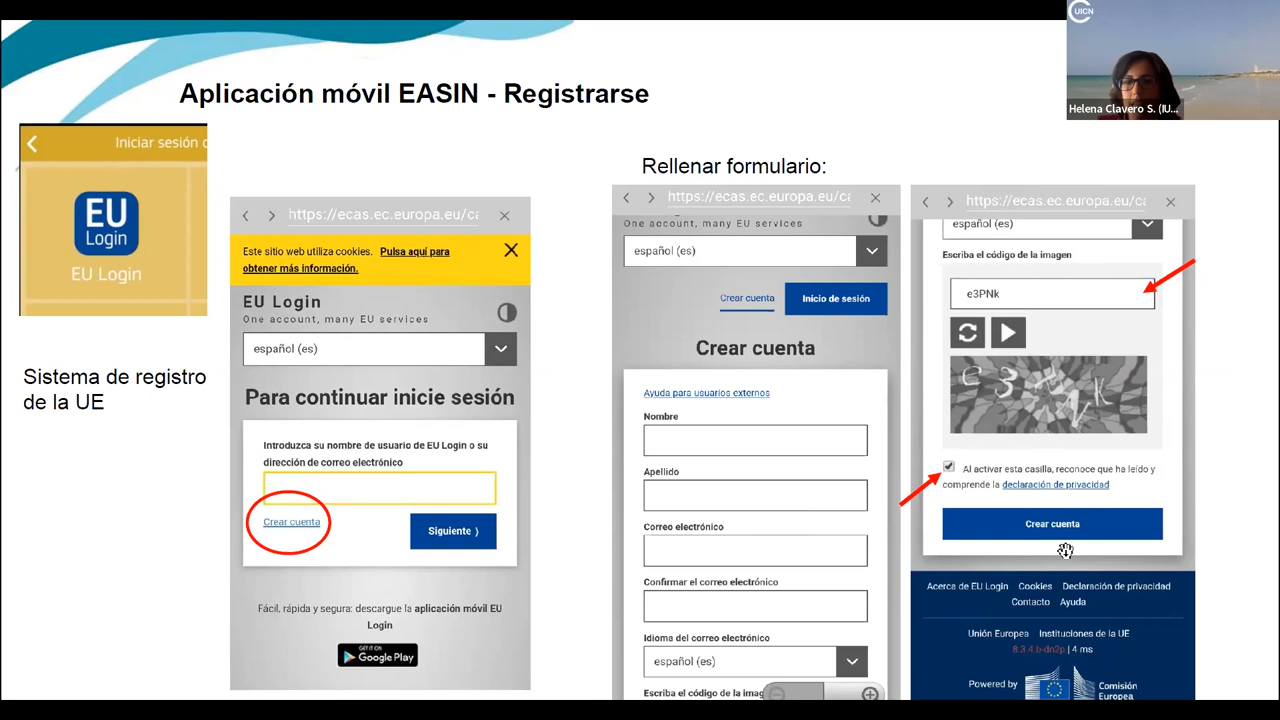 UICN
Helena Clavero S. (IU...
Aplicación móvil EASIN - Registrarse
Iniciar sesión c
EU
Login
EU Login
Sistema de registro
de la UE
https://ecas.ec.europa.eu/ca
Este sitio web utiliza cookies. Pulsa aquí para
obtener más información.
EU Login
One account, many EU services
español (es)
Para continuar inicie sesión
Introduzca su nombre de usuario de EU Login o su
dirección de correo electrónico
Crear cuenta
Siguiente
Fácil, rápida y segura: descargue la aplicación móvil EU
Login
GET IT ON
Google Play
Rellenar formulario:
https://ecas.ec.europa.eu/ca
One account, many EU services
español (es)
Crear cuenta
Inicio de sesión
Crear cuenta
Ayuda para usuarios externos
Nombre
Apellido
Correo electrónico
Confirmar el correo electrónico
Idioma del correo electrónico
español (es)
Escriba el código de la imag
https://ecas.ec.europa.eu/ca
español (es)
Escriba el código de la imagen
e3PNk
Al activar esta casilla, reconoce que ha leído y
comprende la declaración de privacidad
Crear cuenta
Acerca de EU Login Cookies Declaración de privacidad
Contacto Ayuda
Unión Europea Instituciones de la UE
8.3.4.b-dn2p | 4 ms
Powered by
Comisión
Europea